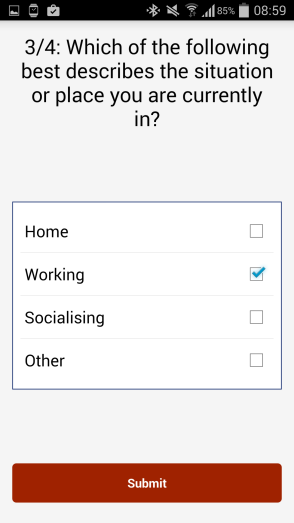 85% 08:59
3/4: Which of the following
best describes the situation
or place you are currently
in?
Home
Working
Socialising
Other
Submit